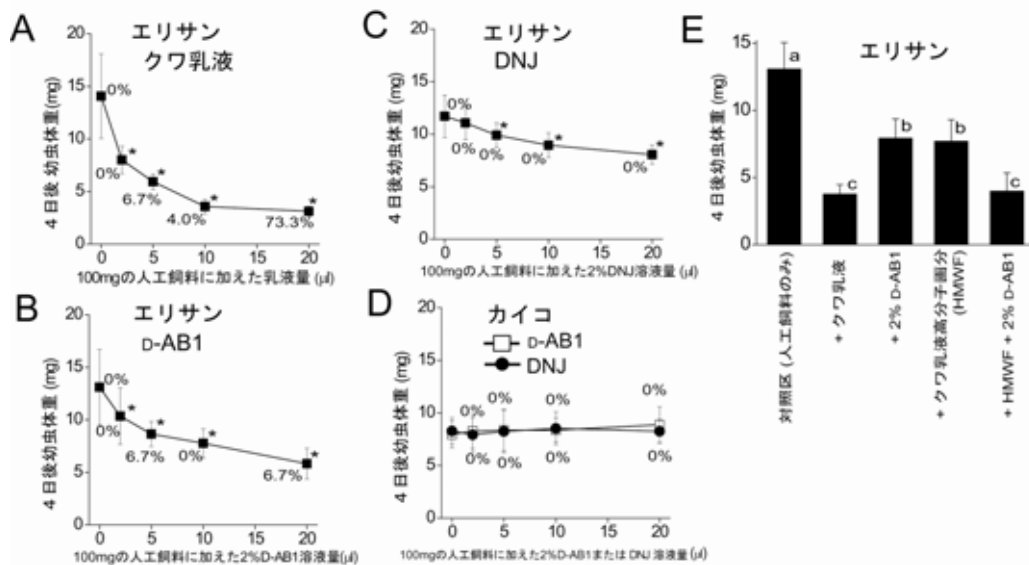 A
エリサン
クワ乳液
4日後幼虫体重(mg)
20
15
10
5
0
0%
*
0%
*
6.7%
*
4.0%
*
73.3%
0 5 10 15 20
100mgの人工飼料に加えた乳液量 (μl)
B
エリサン
D-AB1
4日後幼虫体重 (mg)
20
15
10
5
0
0%
*
0%
*
6.7%
*
0%
*
6.7%
0 5 10 15 20
100mgの人工飼料に加えた2%D-AB1溶液量(μl)
C
エリサン
DNJ
4日後幼虫体重 (mg)
20
15
10
5
0
0%
0%
*
0%
*
0%
*
0%
0 5 10 15 20
100mgの人工飼料に加えた2%DNJ溶液量 (μl)
D
カイコ
D-AB1
DNJ
4日後幼虫体重 (mg)
20
15
10
5
0
0% 0% 0% 0%
0% 0% 0% 0%
0 5 10 15 20
100mgの人工飼料に加えた2%D-AB1または DNJ 溶液量 (μl)
E
エリサン
4日後幼虫体重 (mg)
15
10
5
0
a
c
b
b
c
対照区 (人工飼料のみ)
+ クワ乳液
+ 2% D-AB1
+ クワ乳液高分子画分
(HMWF)
+ HMWF + 2% D-AB1